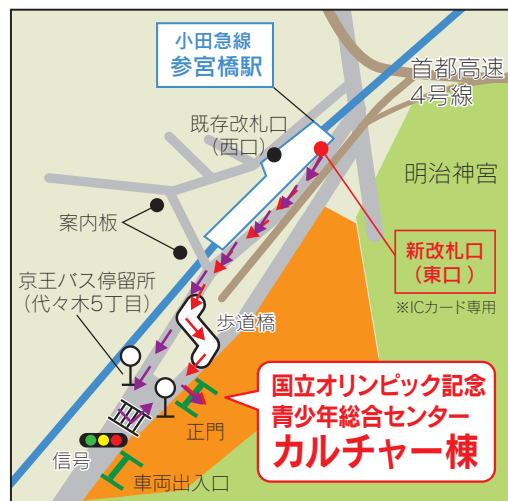 小田急線
参宮橋駅
首都高速
4号線
既存改札口
(西口)
明治神宮
案内板
新改札口
(東口)
※ICカード専用
京王バス停留所
(代々木5丁目)
歩道橋
国立オリンピック記念
青少年総合センター
カルチャー棟
正門
信号
車両出入口